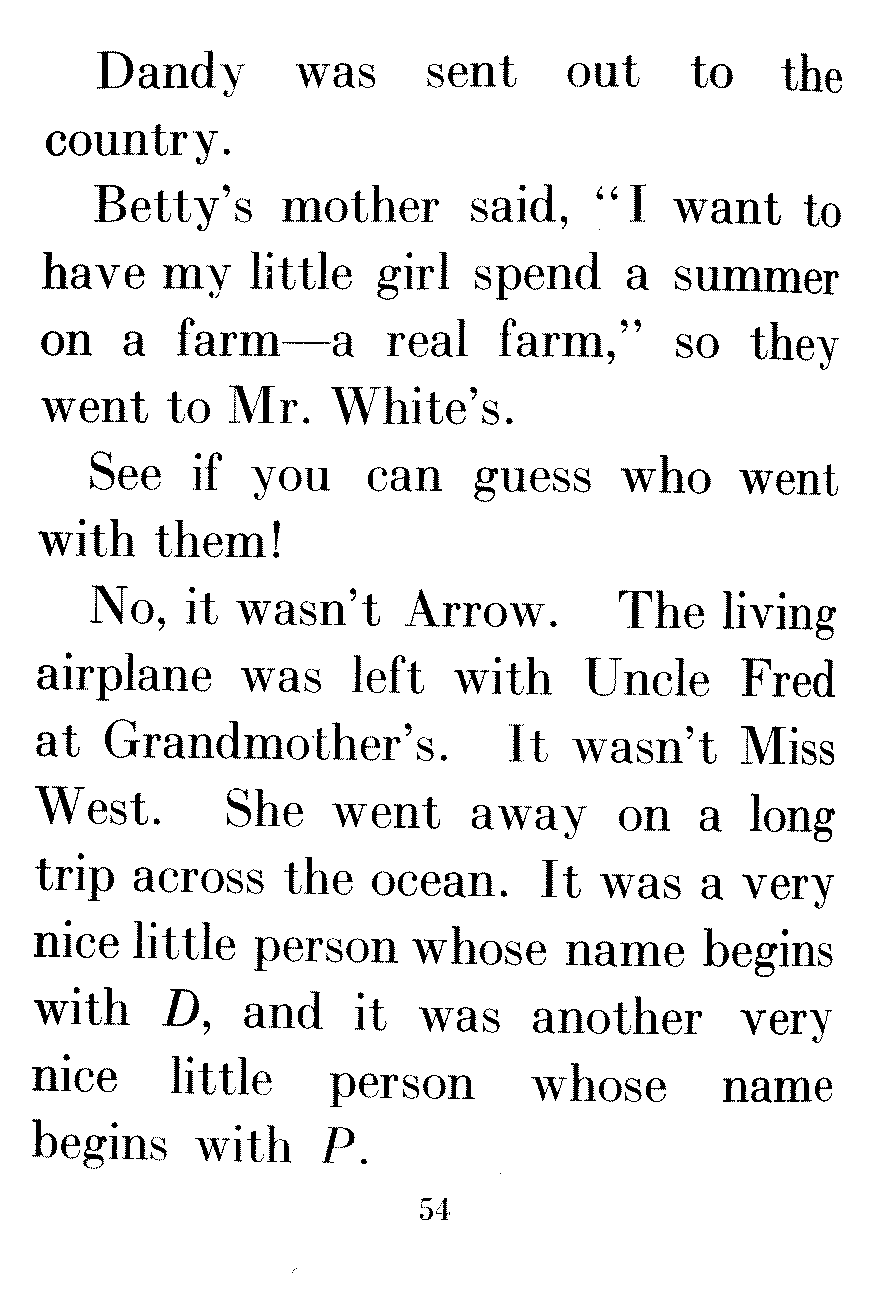 Dandy was sent out to the
country.
Betty's mother said, “I want to
have my little girl spend a summer
on a farm—a real farm,” so they
went to Mr. White's.
See if you can guess who went
with them!
No, it wasn't Arrow. The living
airplane was left with Uncle Fred
at Grandmother's. It wasn't Miss
West. She went away on a long
trip across the ocean. It was a very
nice little person whose name begins
with D, and it was another very
nice little person whose name
begins with P.
54